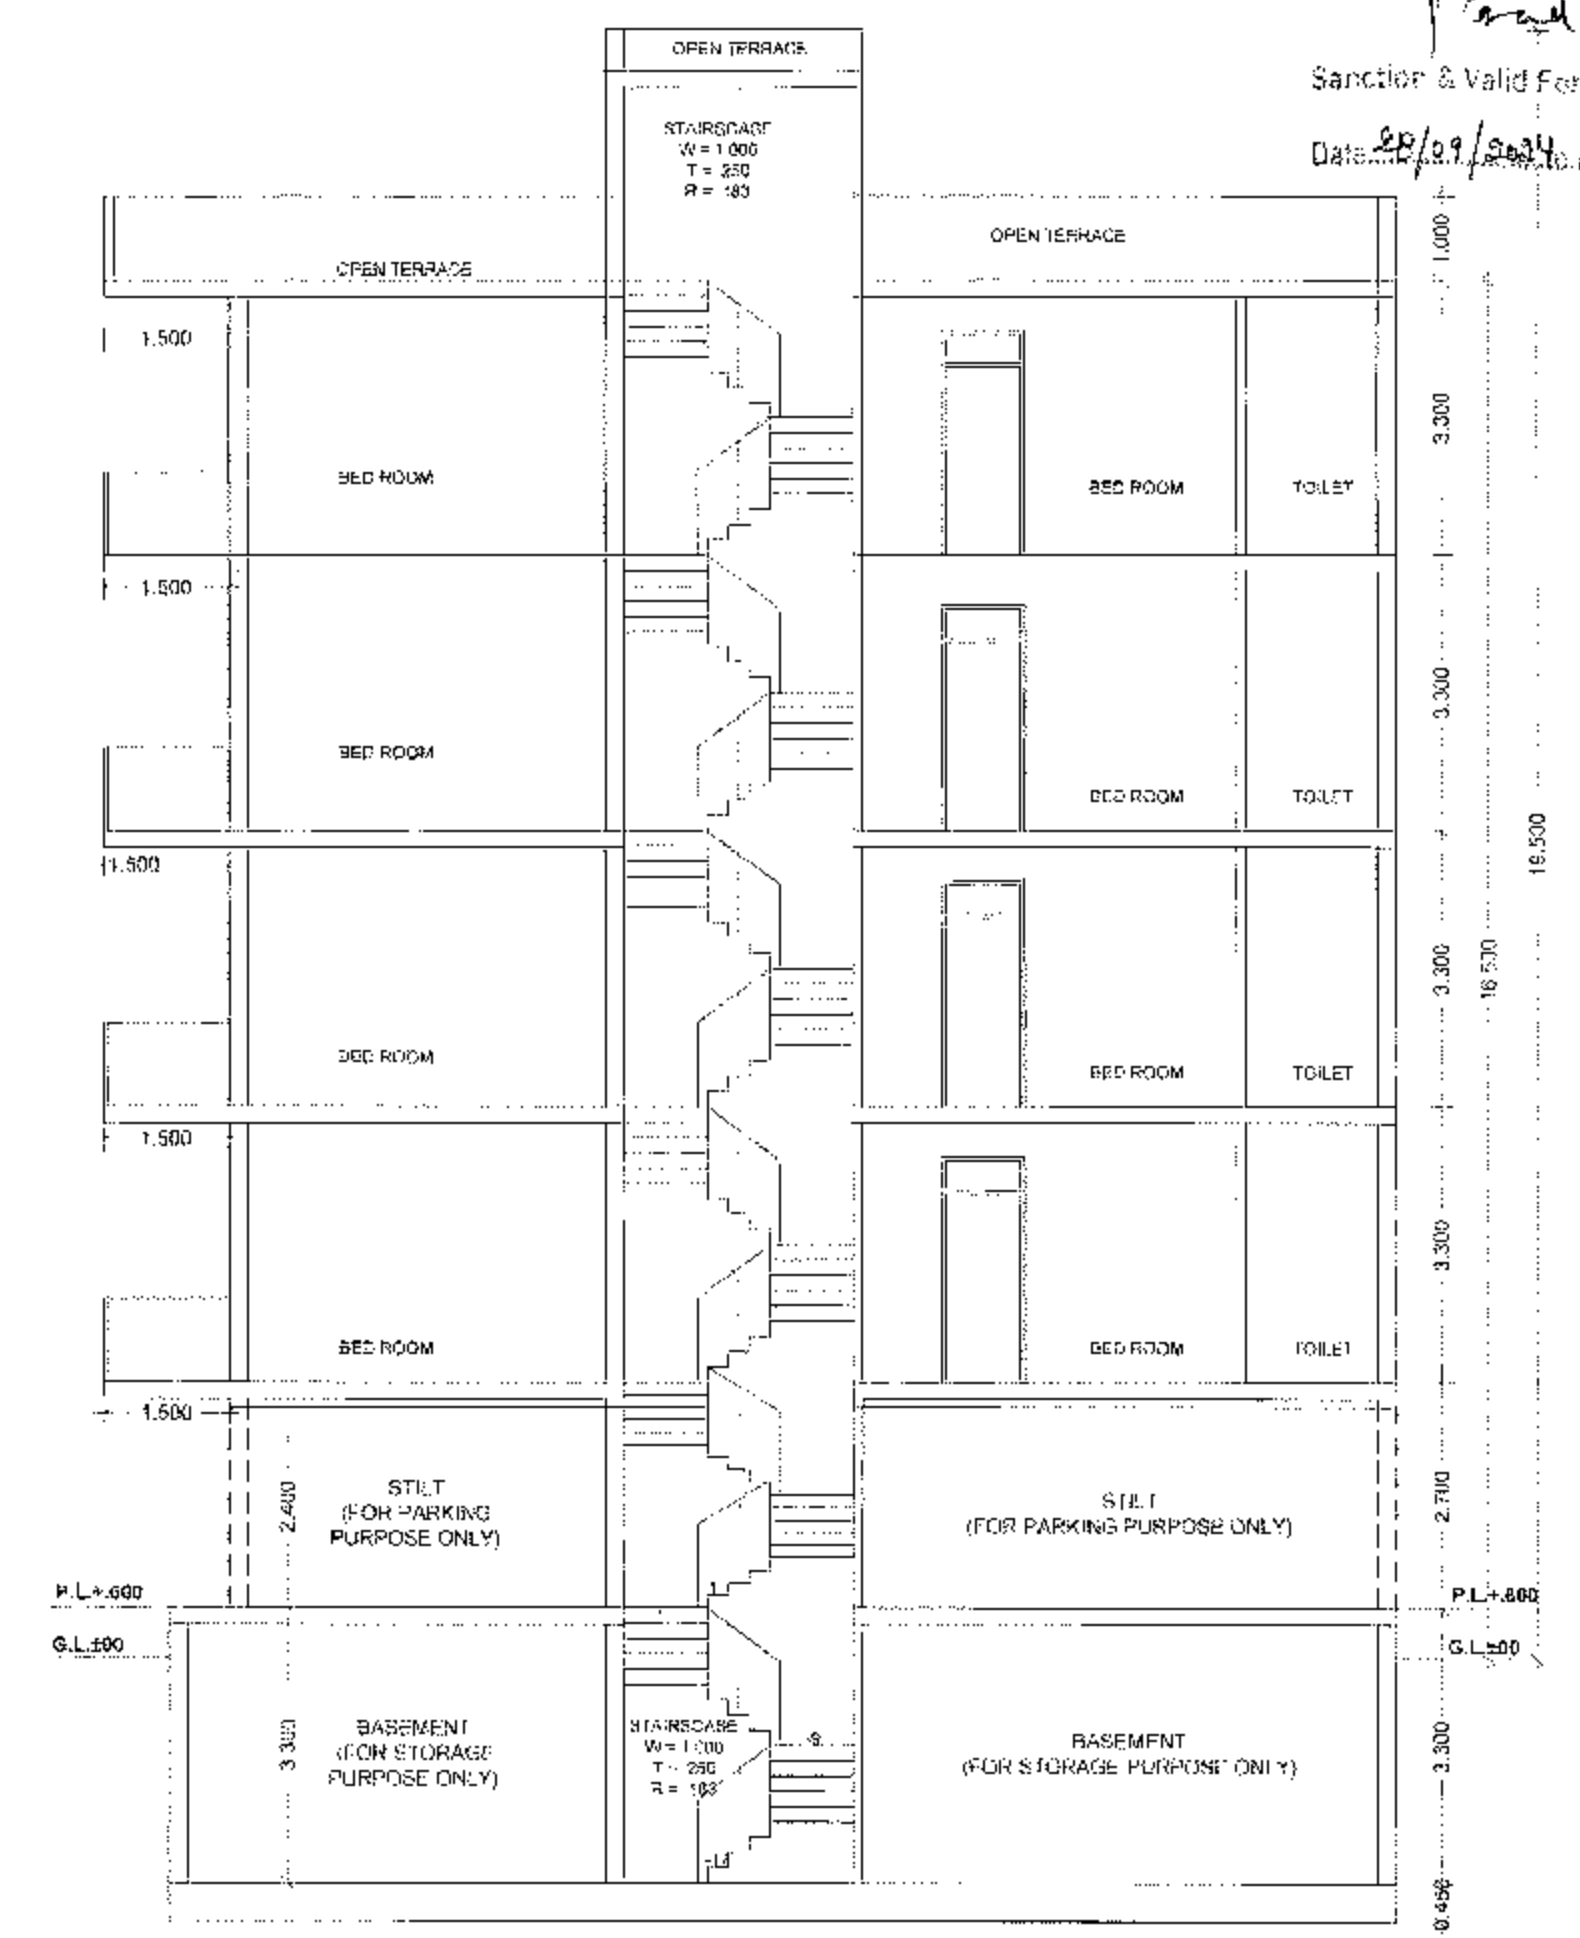 Sanction & Valid For
Date 20/09/2024 to
OPEN TERRACE
STAIRSCASE
W = 1.000
T = .250
R = .183
OPEN TERRACE
OPEN TERRACE
1.000
1.500
3.300
BED ROOM
BED ROOM
TOILET
1.500
3.300
BED ROOM
BED ROOM
TOILET
19.500
1.500
3.300
16.500
BED ROOM
BED ROOM
TOILET
1.500
3.300
BED ROOM
BED ROOM
TOILET
1.500
2.400
STILT
(FOR PARKING
PURPOSE ONLY)
STILT
(FOR PARKING PURPOSE ONLY)
2.700
P.L.+.600
P.L.+.600
G.L.±00
G.L.±00
3.300
BASEMENT
(FOR STORAGE
PURPOSE ONLY)
STAIRSCASE
W = 1.000
T = .250
R = .183
BASEMENT
(FOR STORAGE PURPOSE ONLY)
3.300
0.450